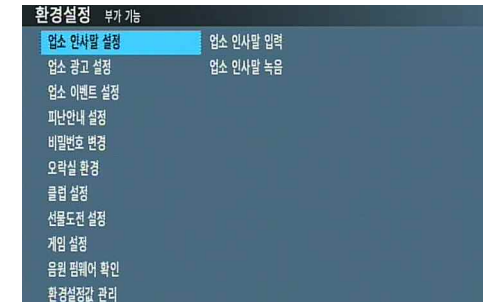 환경설정 부가 기능
업소 인사말 설정 업소 인사말 입력
업소 광고 설정 업소 인사말 녹음
업소 이벤트 설정
피난안내 설정
비밀번호 변경
오락실 환경
클럽 설정
선물도전 설정
게임 설정
음원 펌웨어 확인
환경설정값 관리